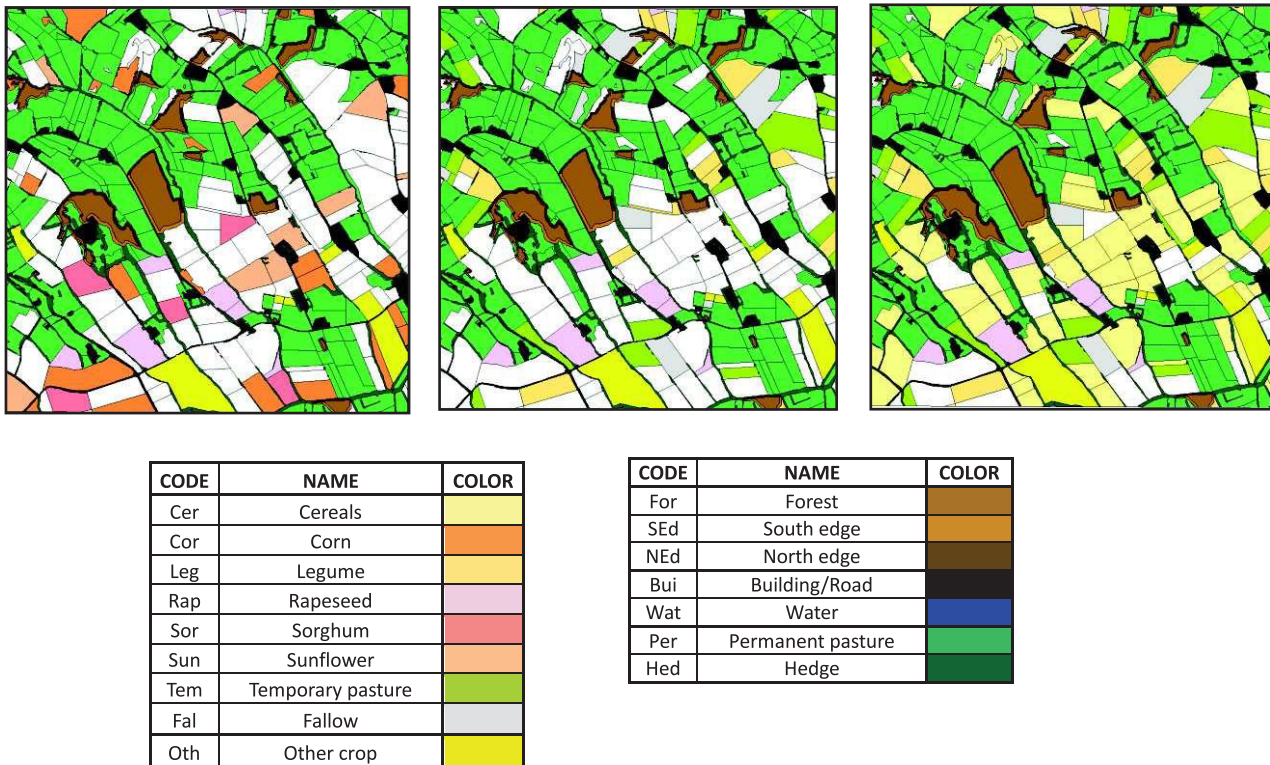 CODE NAME COLOR
Cer Cereals
Cor Corn
Leg Legume
Rap Rapeseed
Sor Sorghum
Sun Sunflower
Tem Temporary pasture
Fal Fallow
Oth Other crop
CODE NAME COLOR
For Forest
SEd South edge
NEd North edge
Bui Building/Road
Wat Water
Per Permanent pasture
Hed Hedge